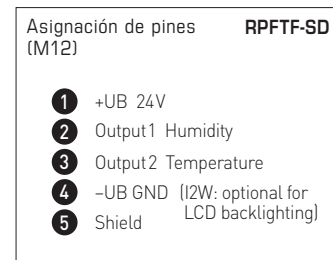 Asignación de pines RPFTF-SD
(M12)
1 +UB 24V
2 Output1 Humidity
3 Output2 Temperature
4 –UB GND (I2W: optional for
5 Shield LCD backlighting)